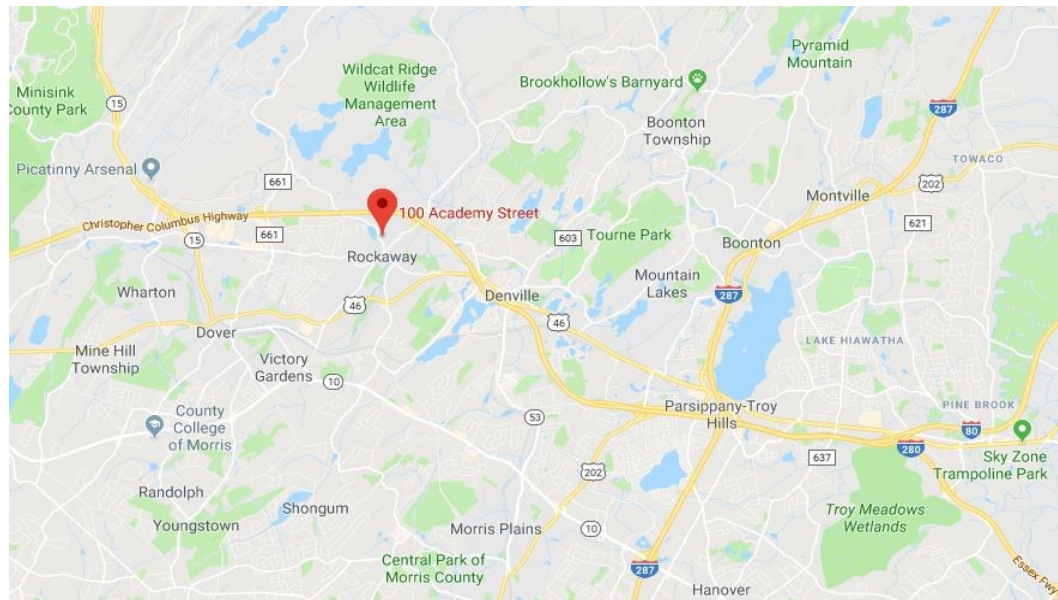 Pyramid
Mountain
Wildcat Ridge
Wildlife
Management
Area
Brookhollow's Barnyard
Minisink
County Park
15
287
Boonton
Township
TOWACO
Picatinny Arsenal
661
202
Montville
100 Academy Street
Christopher Columbus Highway
621
661
15
603
Tourne Park
Boonton
Rockaway
Mountain
Lakes
Wharton
46
Denville
287
46
Dover
LAKE HIAWATHA
Mine Hill
Township
Victory
Gardens
10
County
College
of Morris
53
Parsippany-Troy
Hills
PINE BROOK
80
280
637
Sky Zone
Trampoline Park
202
Randolph
Shongum
Youngstown
Troy Meadows
Wetlands
Morris Plains
10
Central Park of
Morris County
287
Essex Fwy
Hanover